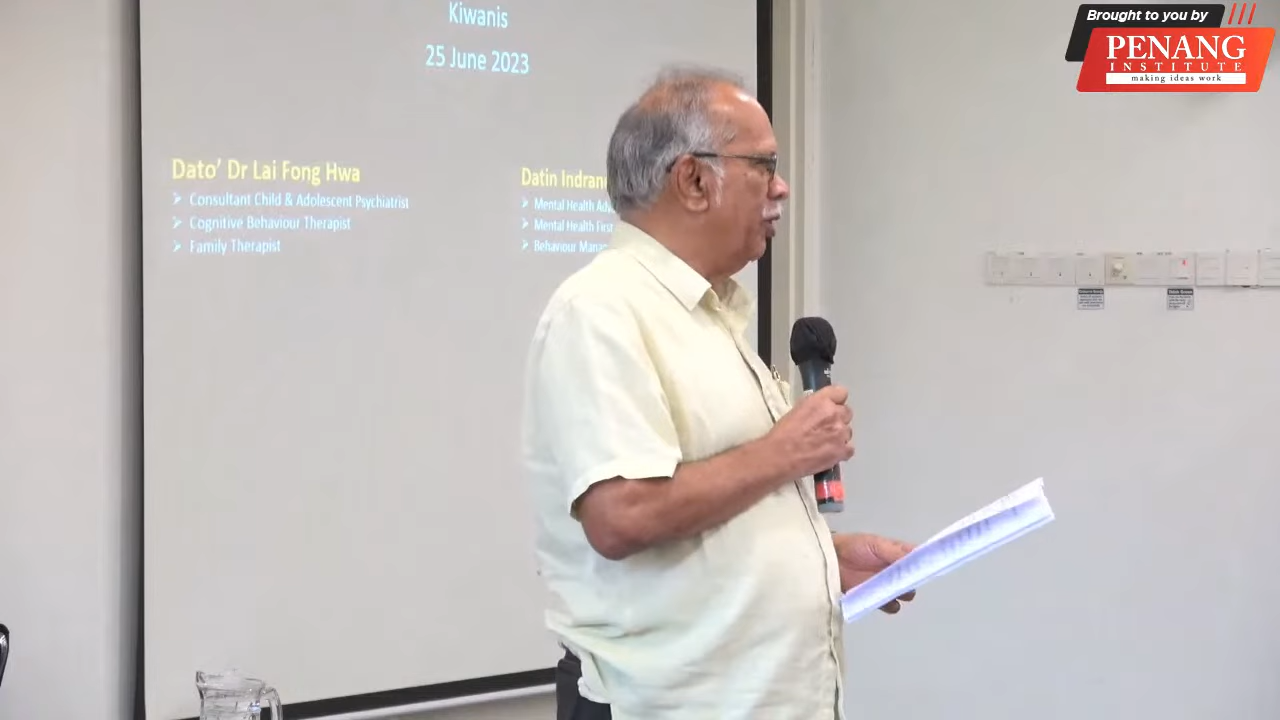 Kiwanis
25 June 2023
Dato' Dr Lai Fong Hwa
Consultant Child & Adolescent Psychiatrist
Cognitive Behaviour Therapist
Family Therapist
Datin
Mental Health
Mental Health
Behaviour
Brought to you by
PENANG
INSTITUTE
making ideas work